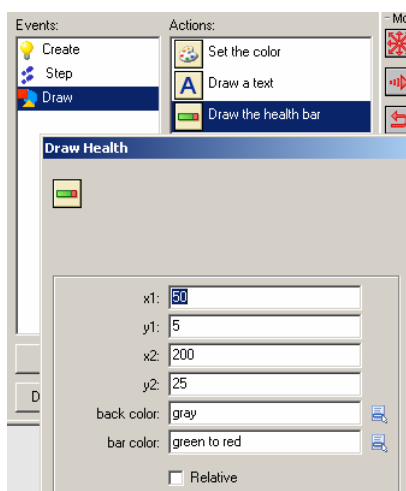 Events:
Actions:
Create
Step
Draw
Set the color
A Draw a text
Draw the health bar
Draw Health
x1: 50
y1: 5
x2: 200
y2: 25
back color: gray
bar color: green to red
Relative